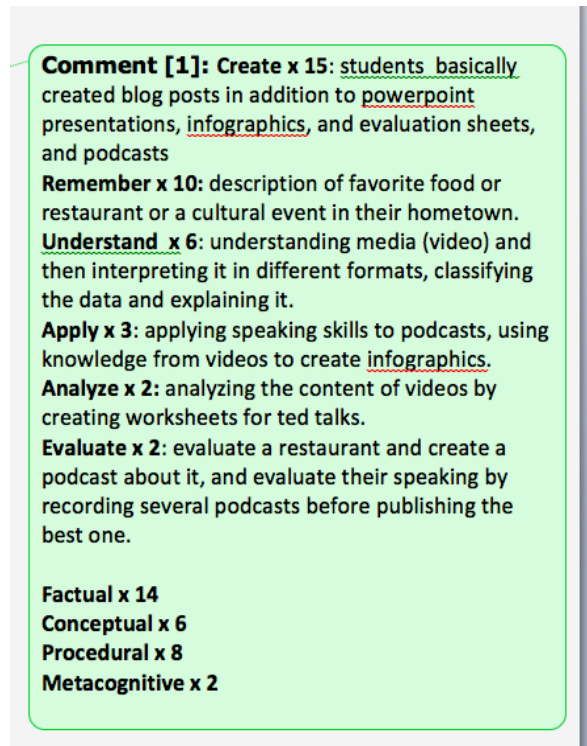 Comment [1]: Create x 15: students  basically
created blog posts in addition to powerpoint
presentations, infographics, and evaluation sheets,
and podcasts
Remember x 10: description of favorite food or
restaurant or a cultural event in their hometown.
Understand  x 6: understanding media (video) and
then interpreting it in different formats, classifying
the data and explaining it.
Apply x 3: applying speaking skills to podcasts, using
knowledge from videos to create infographics.
Analyze x 2: analyzing the content of videos by
creating worksheets for ted talks.
Evaluate x 2: evaluate a restaurant and create a
podcast about it, and evaluate their speaking by
recording several podcasts before publishing the
best one.
Factual x 14
Conceptual x 6
Procedural x 8
Metacognitive x 2